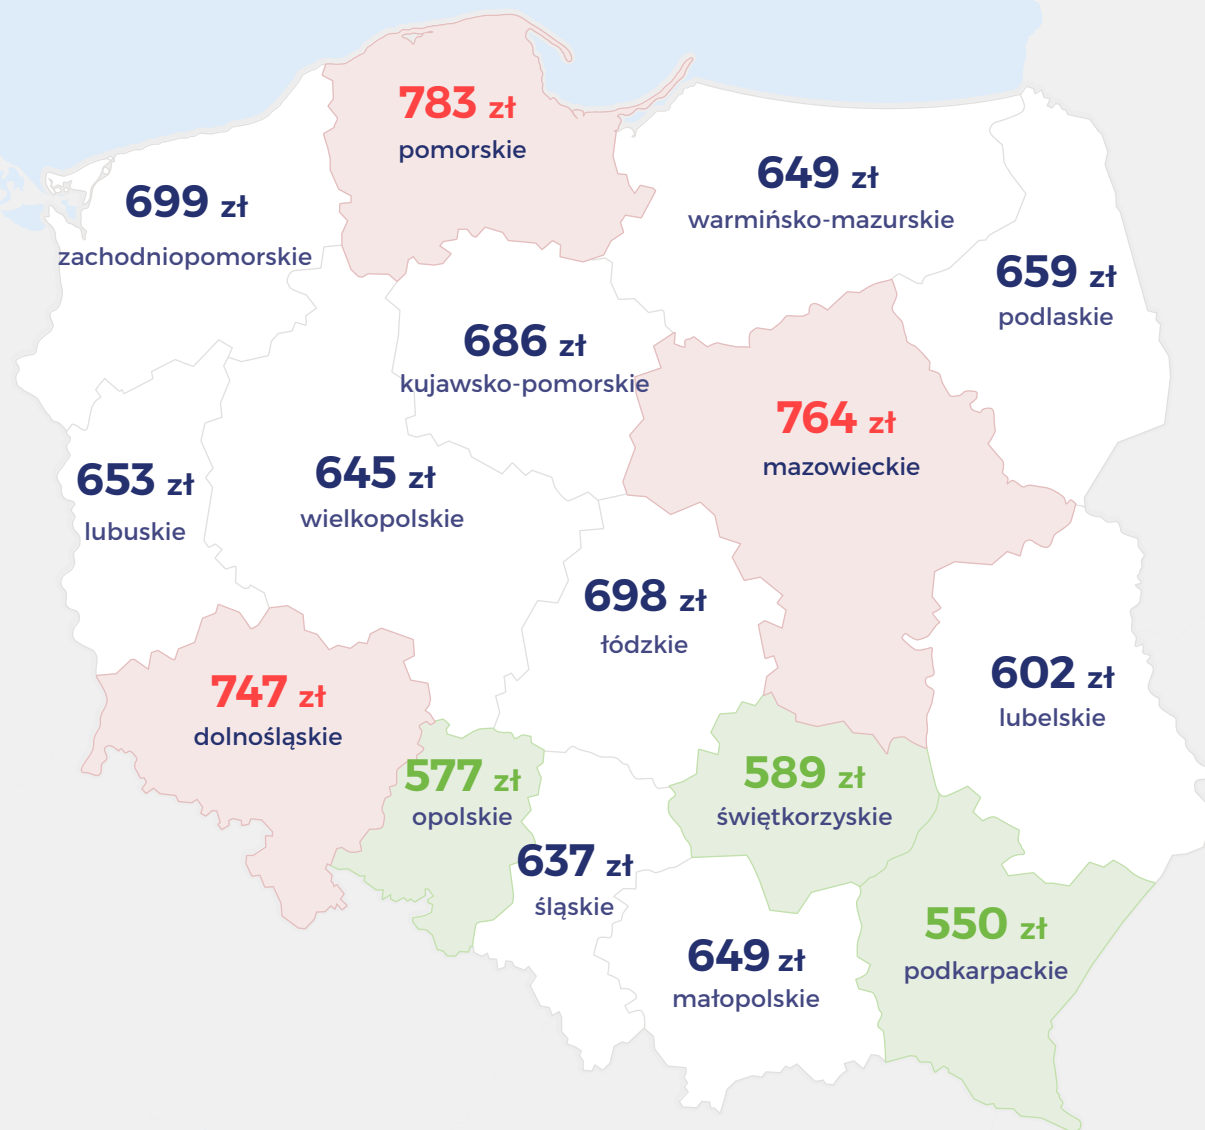 783 zł
pomorskie
649 zł
warmińsko-mazurskie
699 zł
zachodniopomorskie
659 zł
podlaskie
686 zł
kujawsko-pomorskie
764 zł
mazowieckie
653 zł
lubuskie
645 zł
wielkopolskie
698 zł
łódzkie
602 zł
lubelskie
747 zł
dolnośląskie
577 zł
opolskie
589 zł
świętkorzyskie
637 zł
śląskie
550 zł
podkarpackie
649 zł
małopolskie